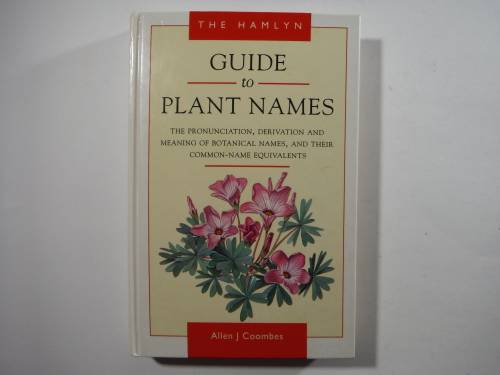 THE HAMLYN
GUIDE
to
PLANT NAMES
THE PRONUNCIATION, DERIVATION AND
MEANING OF BOTANICAL NAMES, AND THEIR
COMMON-NAME EQUIVALENTS
Allen J Coombes